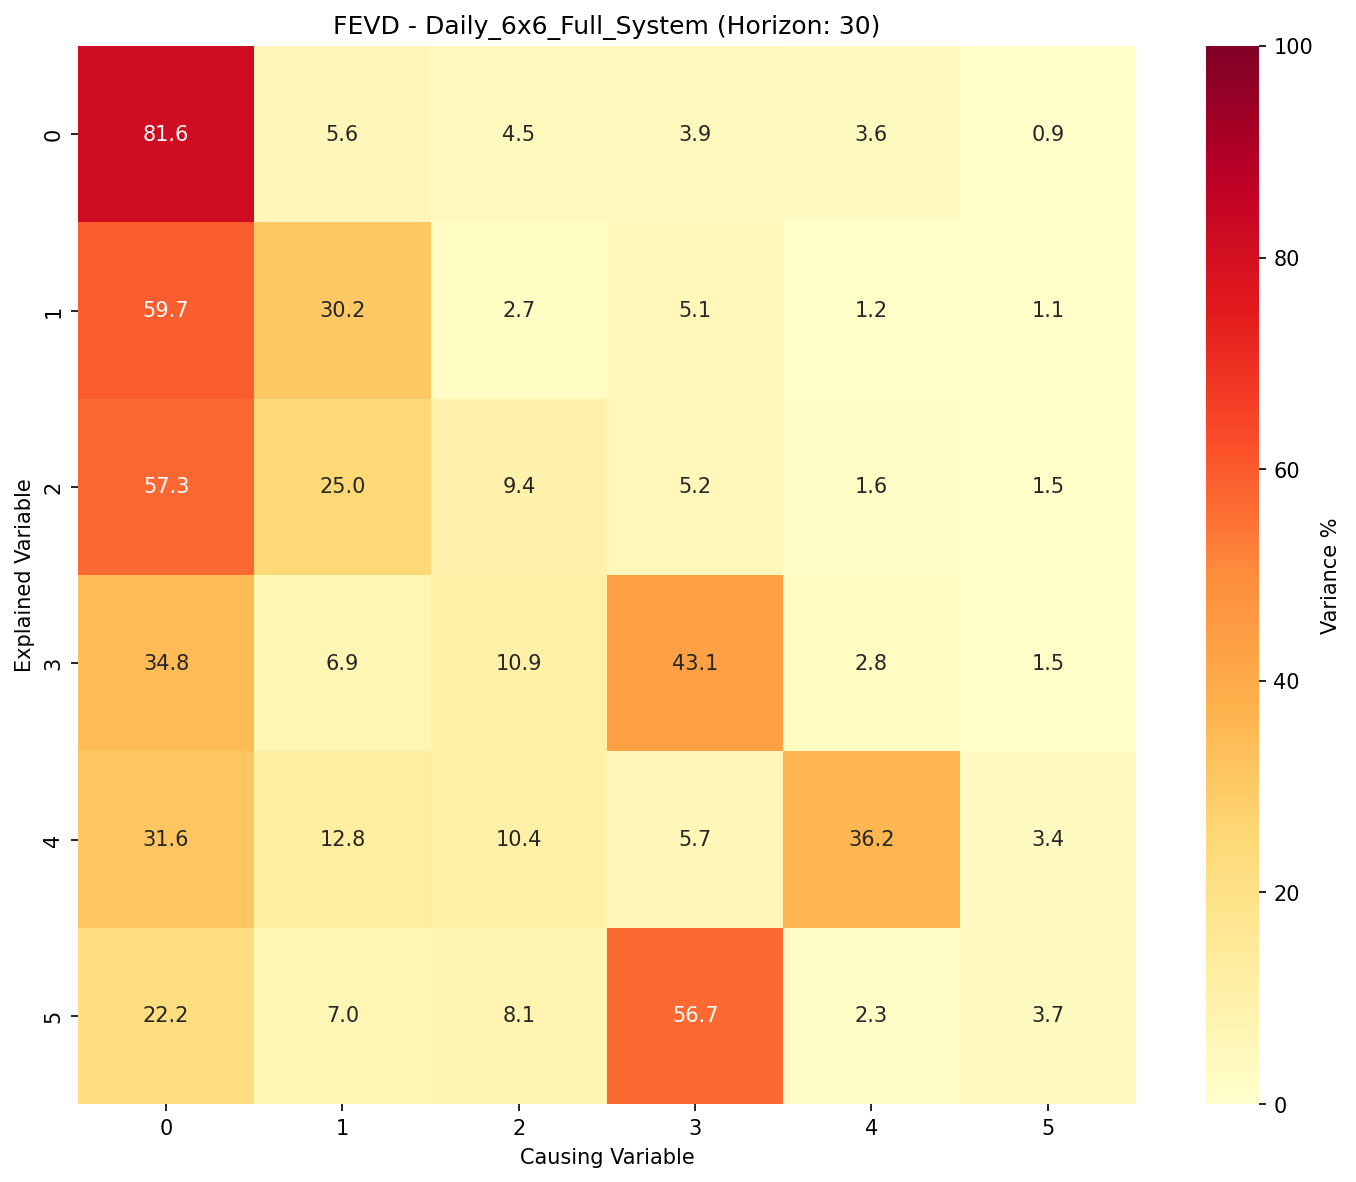 FEVD - Daily_6x6_Full_System (Horizon: 30)
0 81.6 5.6 4.5 3.9 3.6 0.9
1 59.7 30.2 2.7 5.1 1.2 1.1
2 57.3 25.0 9.4 5.2 1.6 1.5
3 34.8 6.9 10.9 43.1 2.8 1.5
4 31.6 12.8 10.4 5.7 36.2 3.4
5 22.2 7.0 8.1 56.7 2.3 3.7
0 1 2 3 4 5
Explained Variable
Causing Variable
100
80
60
40
20
0
Variance %